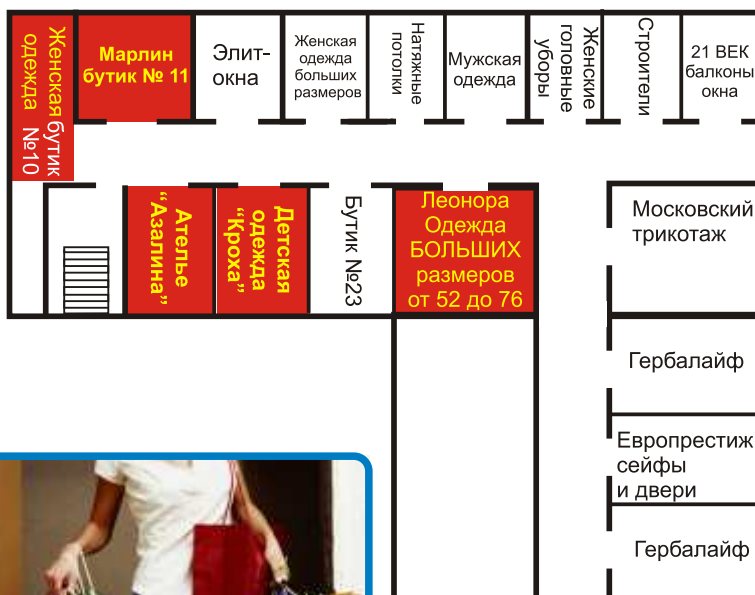 Женская бутик
одежда №10
Марлин
бутик № 11
Элит-
окна
Женская
одежда
больших
размеров
Натяжные
потолки
Мужская
одежда
Женские
головные
уборы
Строители
21 ВЕК
балконы
окна
Ателье
“Азалина”
Детская
одежда
“Кроха”
Бутик №23
Леонора
Одежда
БОЛЬШИХ
размеров
от 52 до 76
Московский
трикотаж
Гербалайф
Европрестиж
сейфы
и двери
Гербалайф